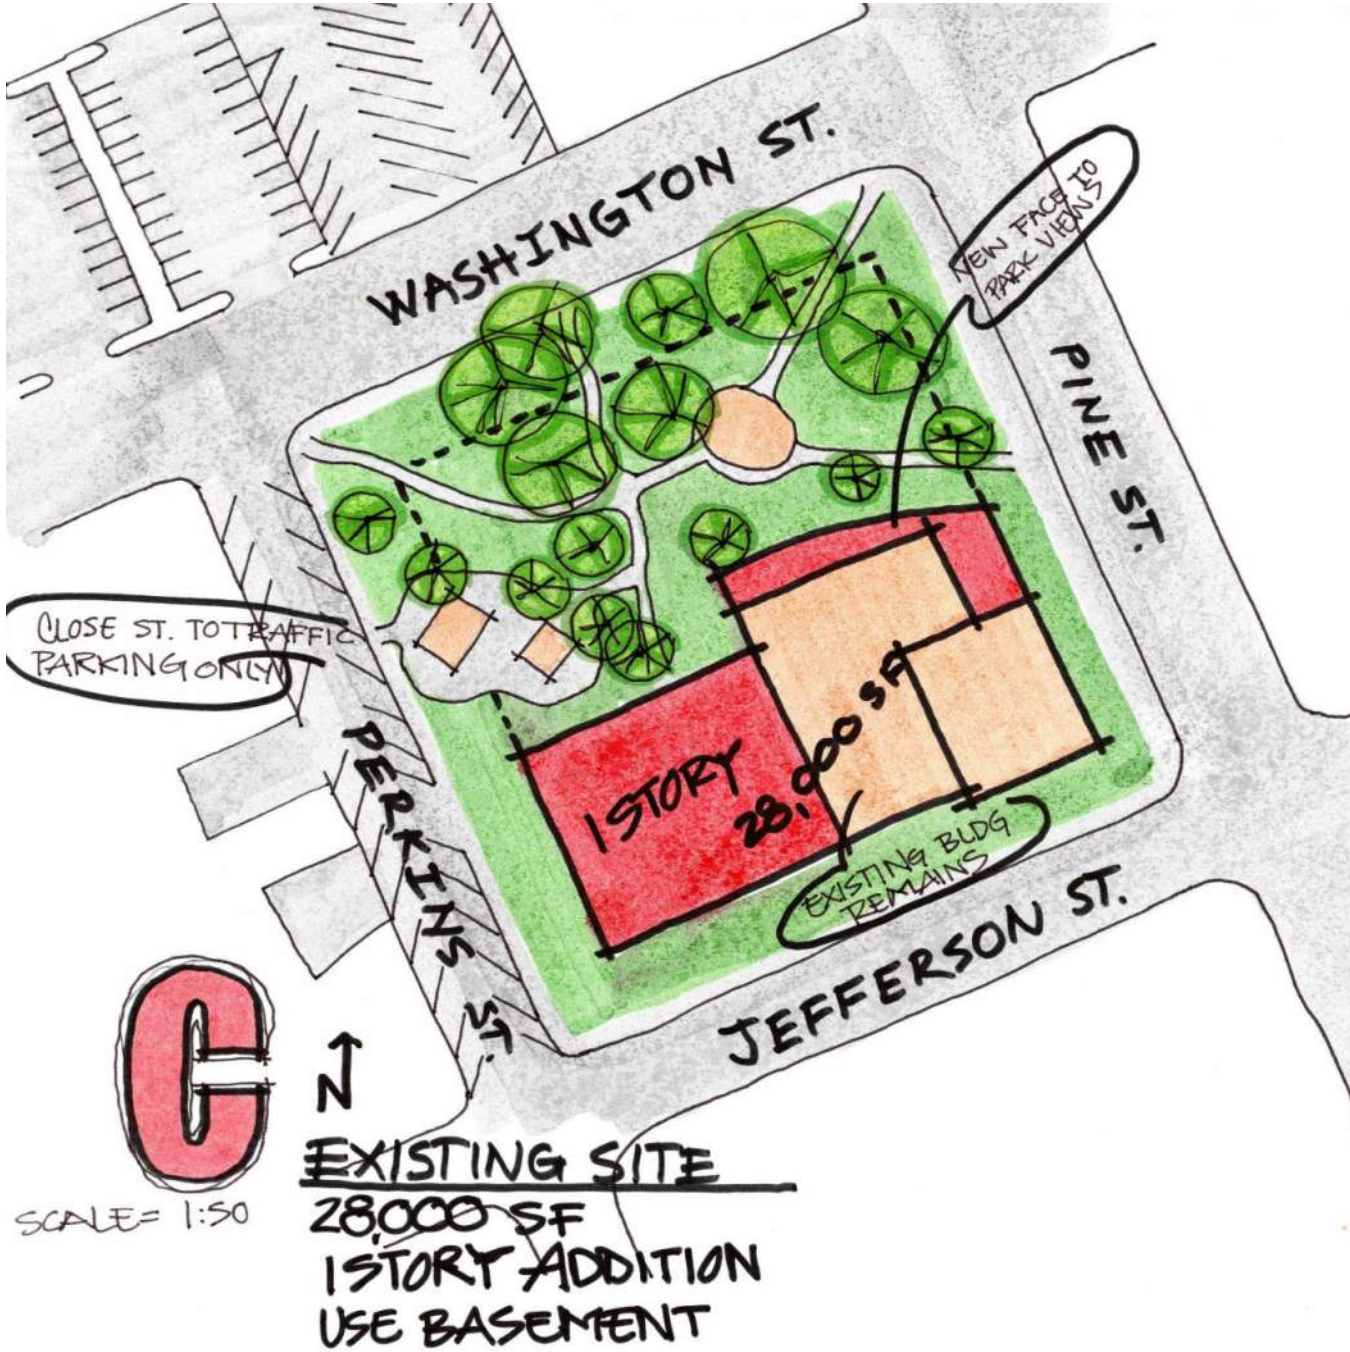 WASHINGTON ST.
NEW FACE TO
PARK VIEWS
PINE ST.
CLOSE ST. TO TRAFFIC
PARKING ONLY
PERKINS ST.
1 STORY
28,000 SF
EXISTING BLDG
REMAINS
JEFFERSON ST.
C
N
SCALE= 1:50
EXISTING SITE
28,000 SF
1 STORY ADDITION
USE BASEMENT